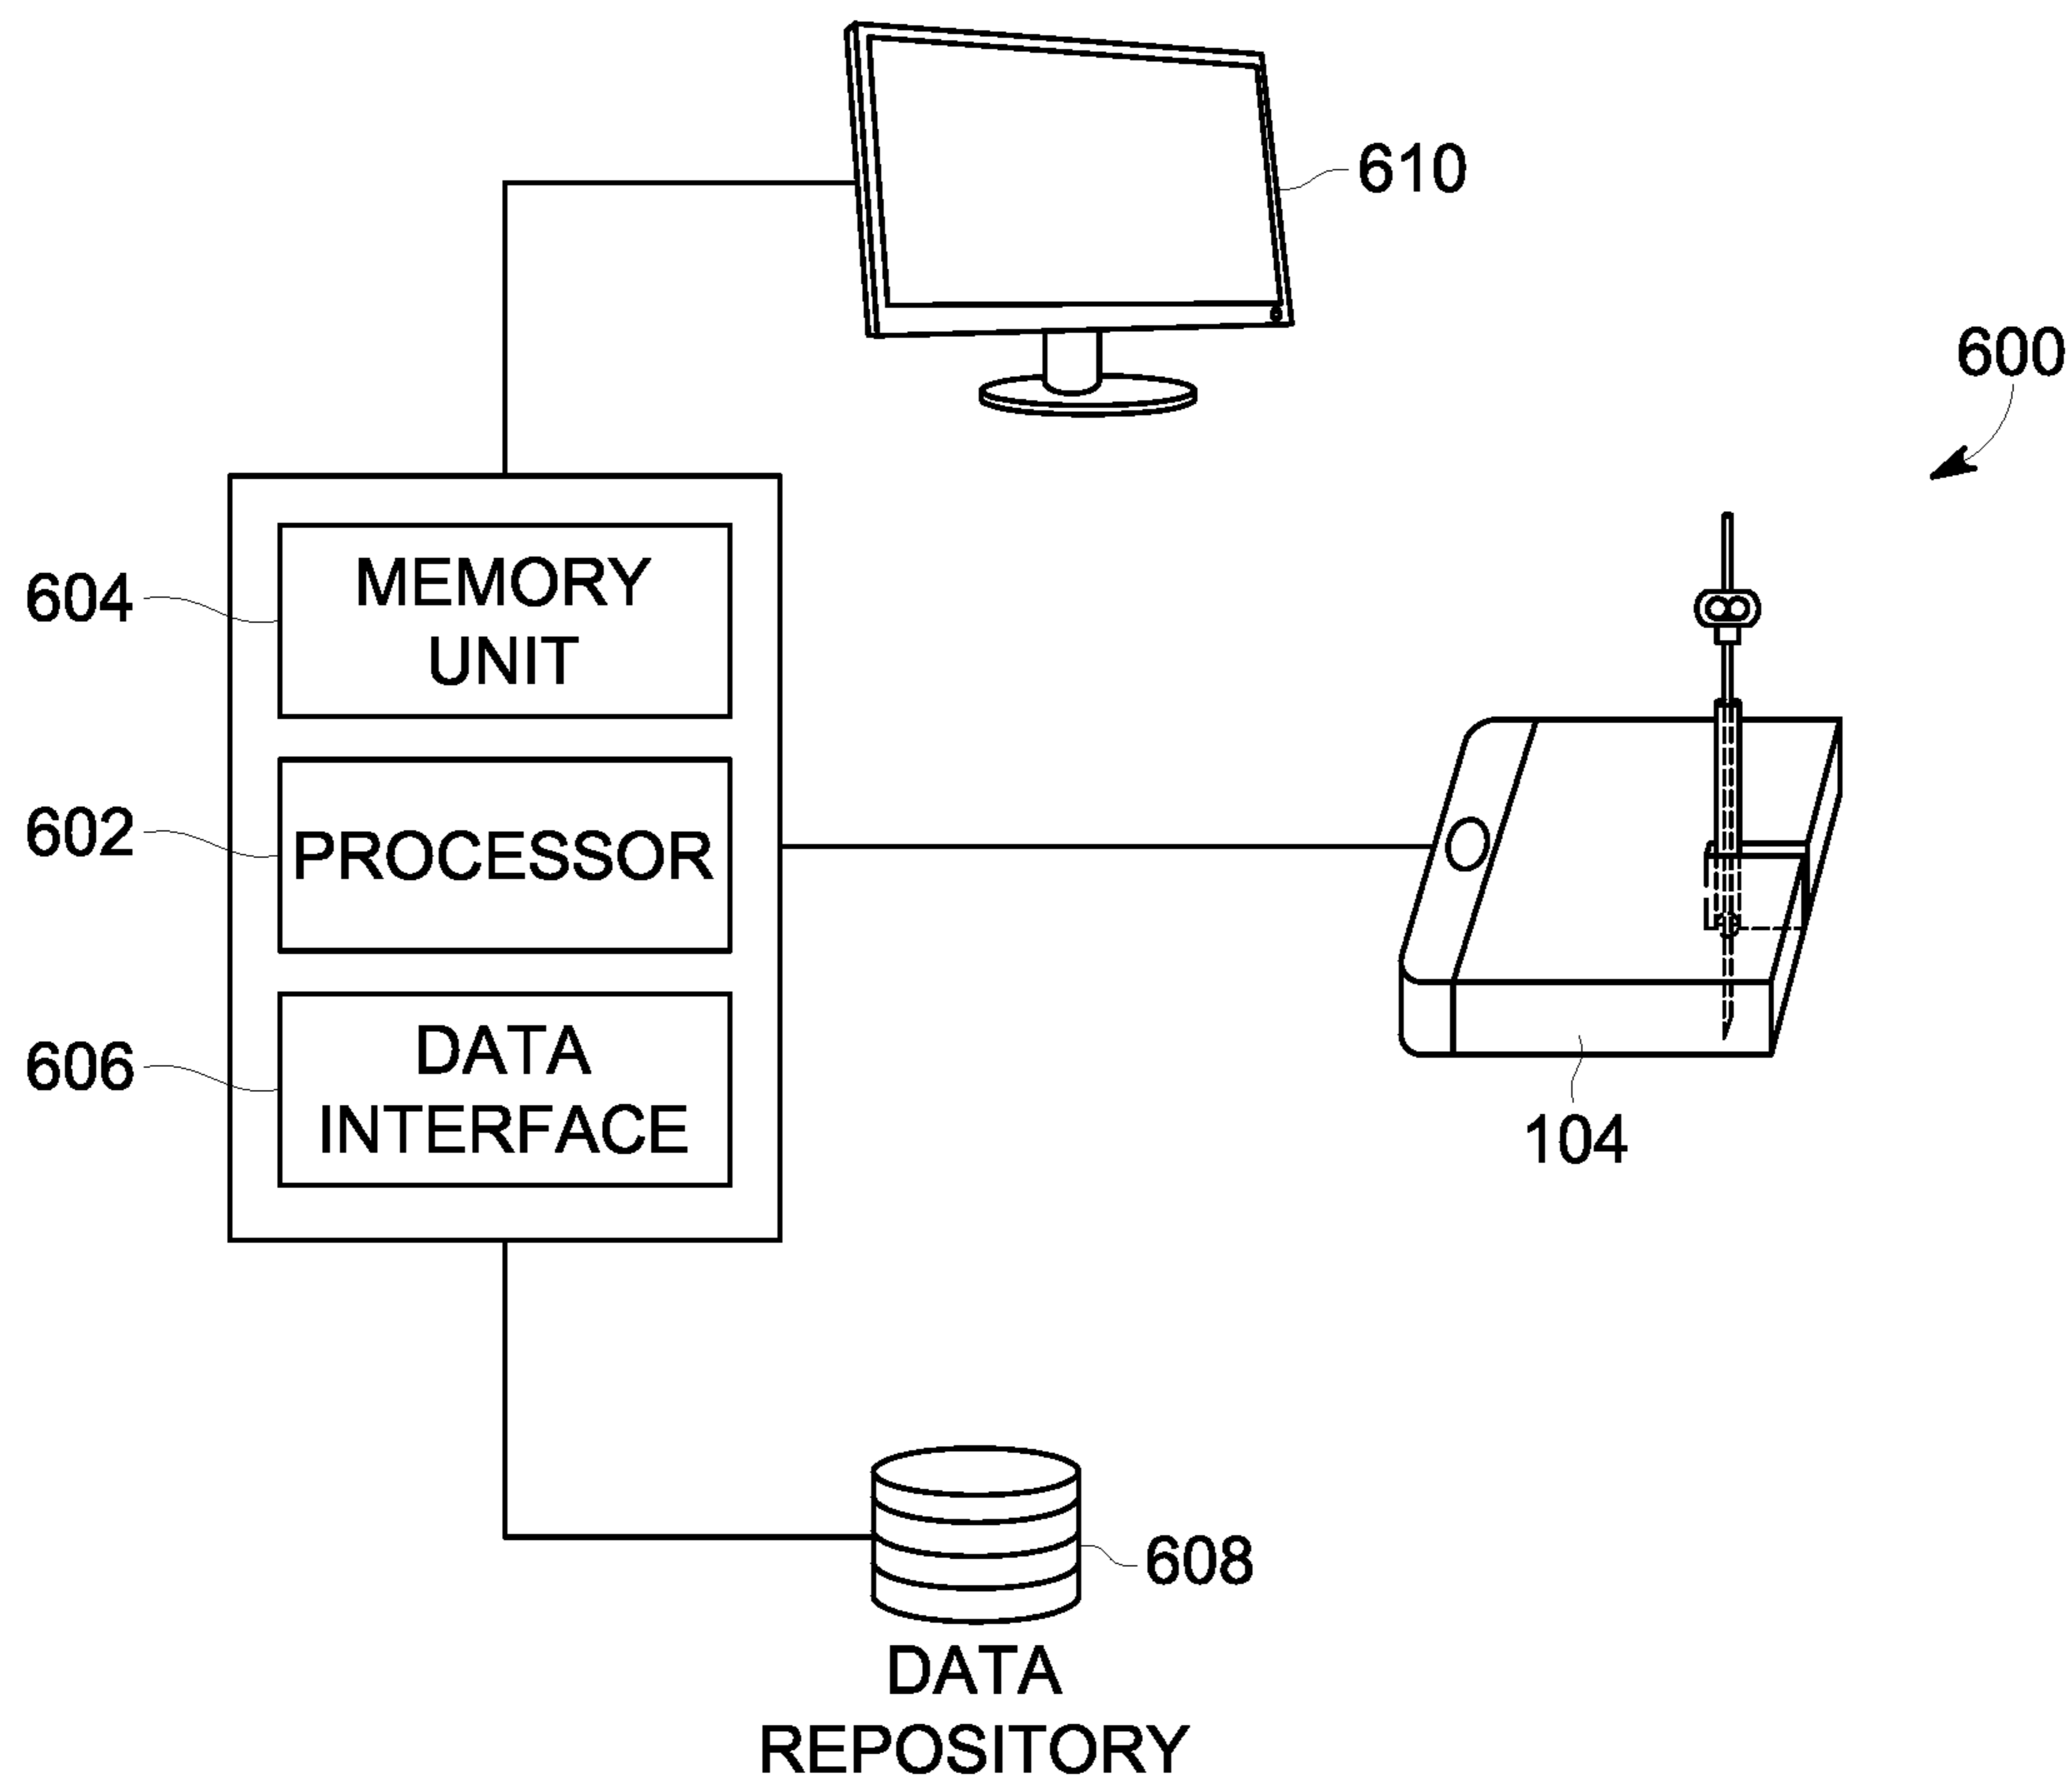 610
600
604
MEMORY
UNIT
602
PROCESSOR
606
DATA
INTERFACE
104
608
DATA
REPOSITORY